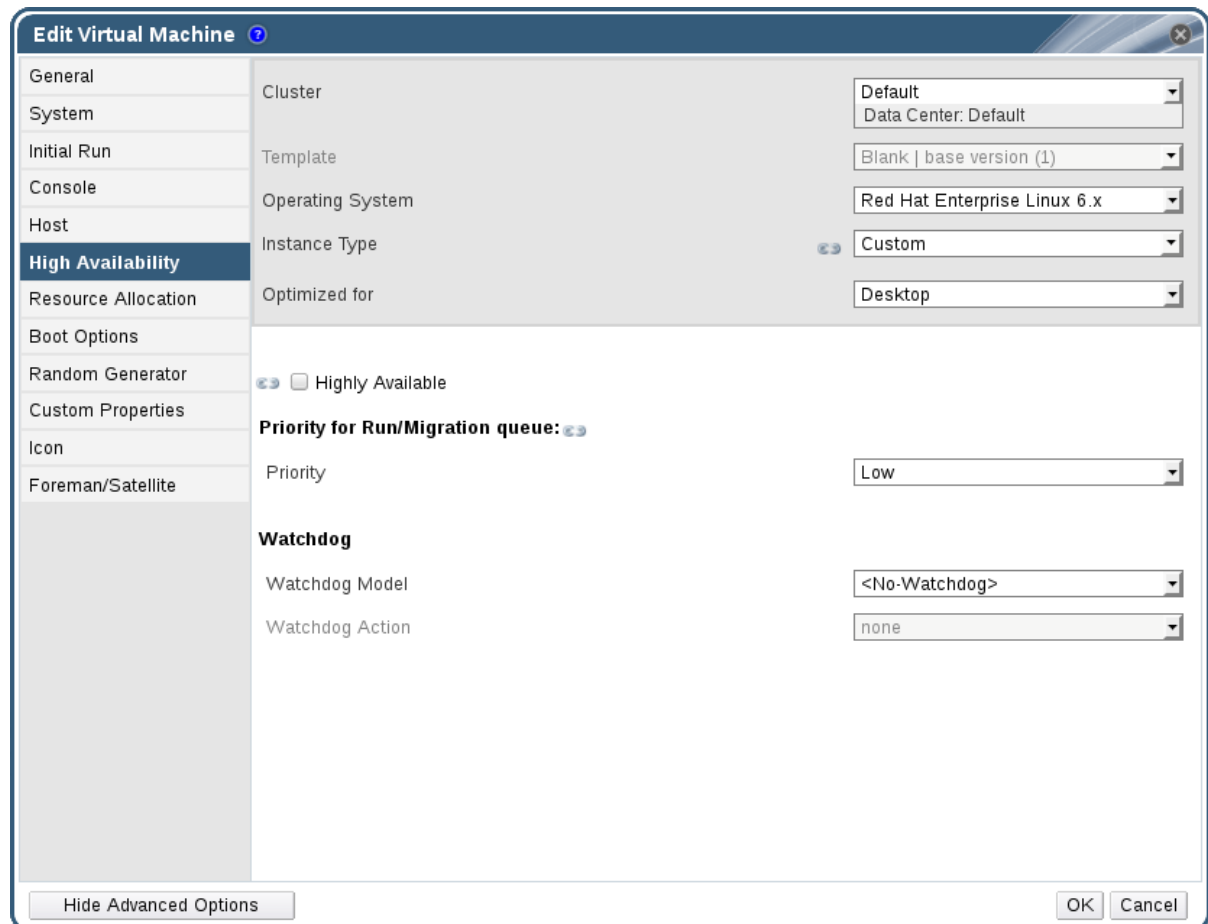 Edit Virtual Machine ?
General
System
Initial Run
Console
Host
High Availability
Resource Allocation
Boot Options
Random Generator
Custom Properties
Icon
Foreman/Satellite
Cluster Default
Data Center: Default
Template Blank | base version (1)
Operating System Red Hat Enterprise Linux 6.x
Instance Type Custom
Optimized for Desktop
Highly Available
Priority for Run/Migration queue:
Priority Low
Watchdog
Watchdog Model <No-Watchdog>
Watchdog Action none
Hide Advanced Options OK Cancel